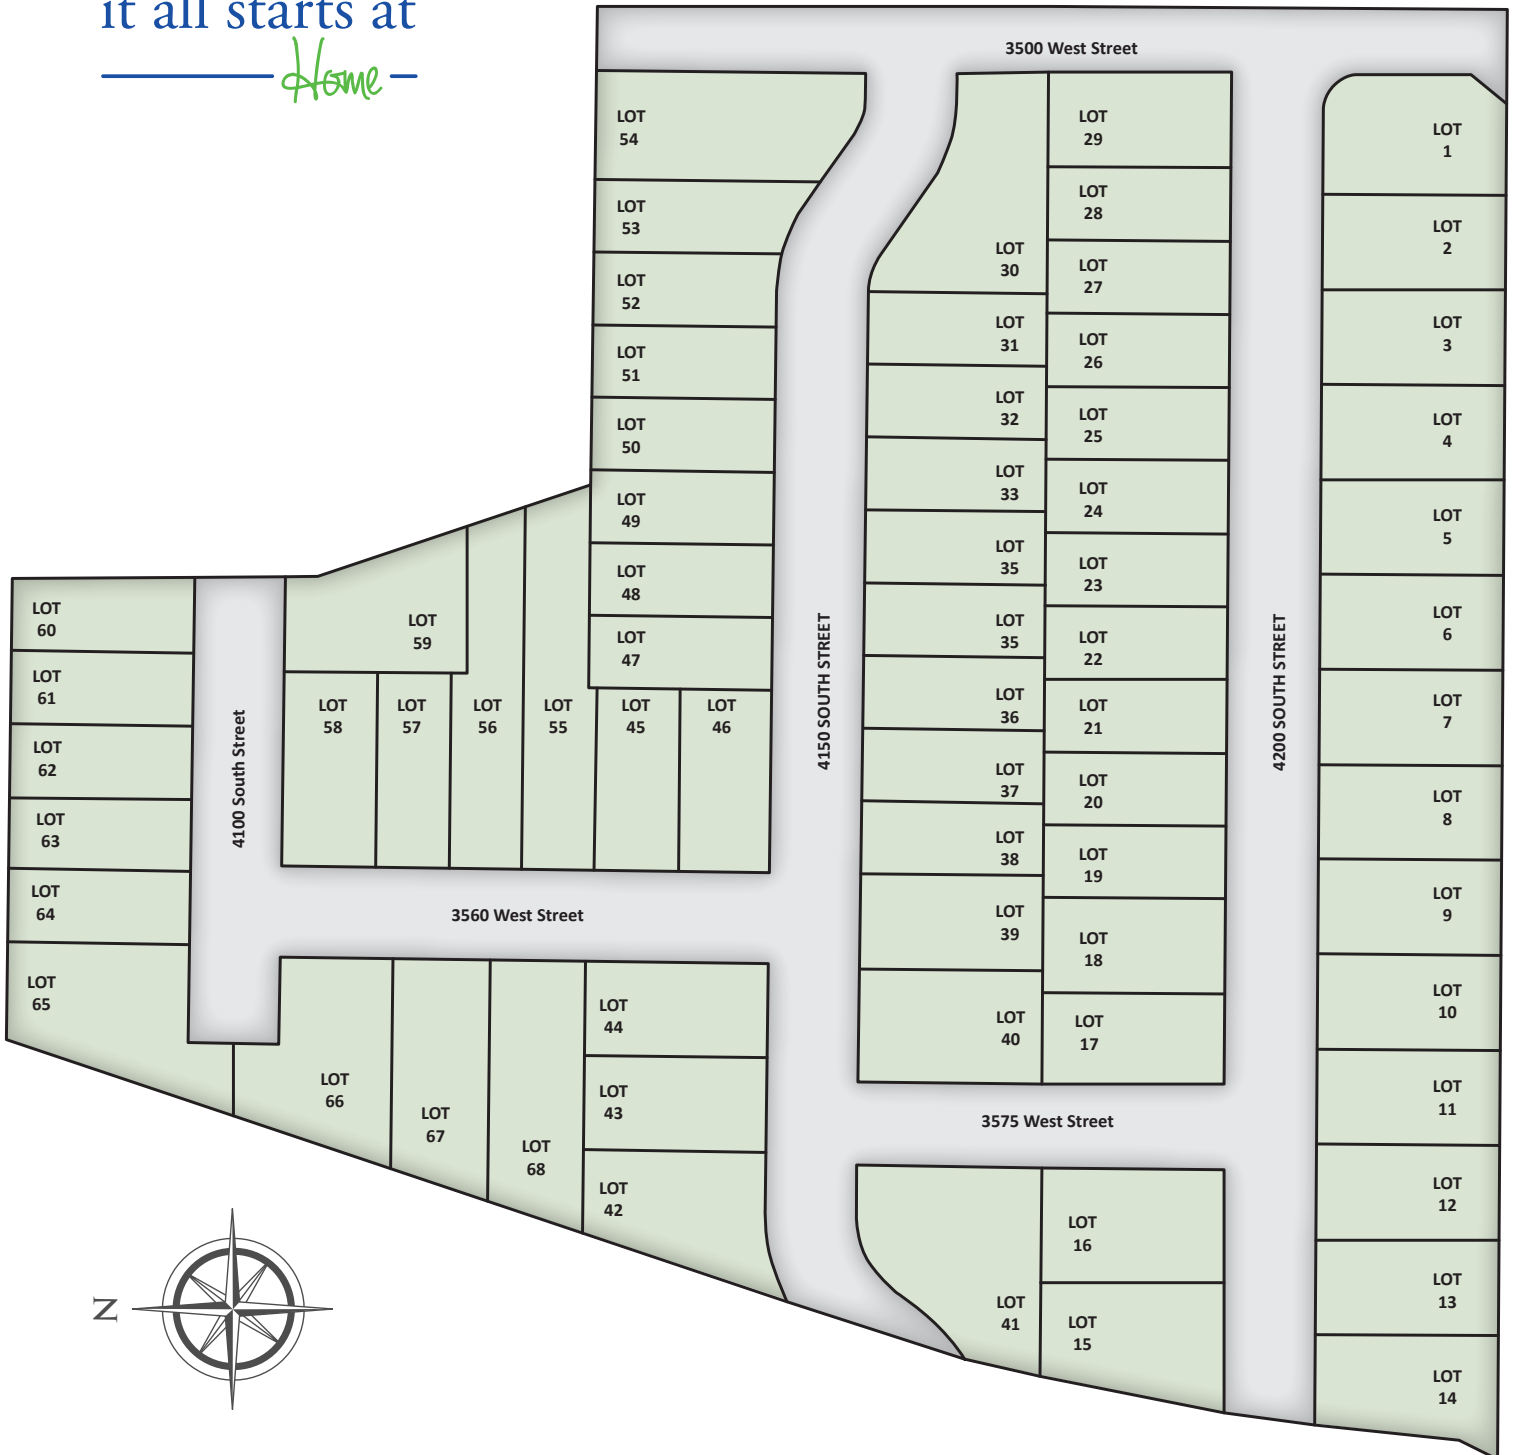 it all starts at
Home
3500 West Street
LOT
54
LOT
53
LOT
52
LOT
51
LOT
50
LOT
49
LOT
48
LOT
47
LOT
30
LOT
31
LOT
32
LOT
33
LOT
35
LOT
35
LOT
36
LOT
37
LOT
38
LOT
39
LOT
40
LOT
29
LOT
28
LOT
27
LOT
26
LOT
25
LOT
24
LOT
23
LOT
22
LOT
21
LOT
20
LOT
19
LOT
18
LOT
17
LOT
1
LOT
2
LOT
3
LOT
4
LOT
5
LOT
6
LOT
7
LOT
8
LOT
9
LOT
10
LOT
11
LOT
12
LOT
13
LOT
14
4150 SOUTH STREET
4200 SOUTH STREET
4100 South Street
LOT
60
LOT
61
LOT
62
LOT
63
LOT
64
LOT
65
LOT
59
LOT
58
LOT
57
LOT
56
LOT
55
LOT
45
LOT
46
3560 West Street
LOT
66
LOT
67
LOT
68
LOT
44
LOT
43
LOT
42
3575 West Street
LOT
41
LOT
16
LOT
15
N